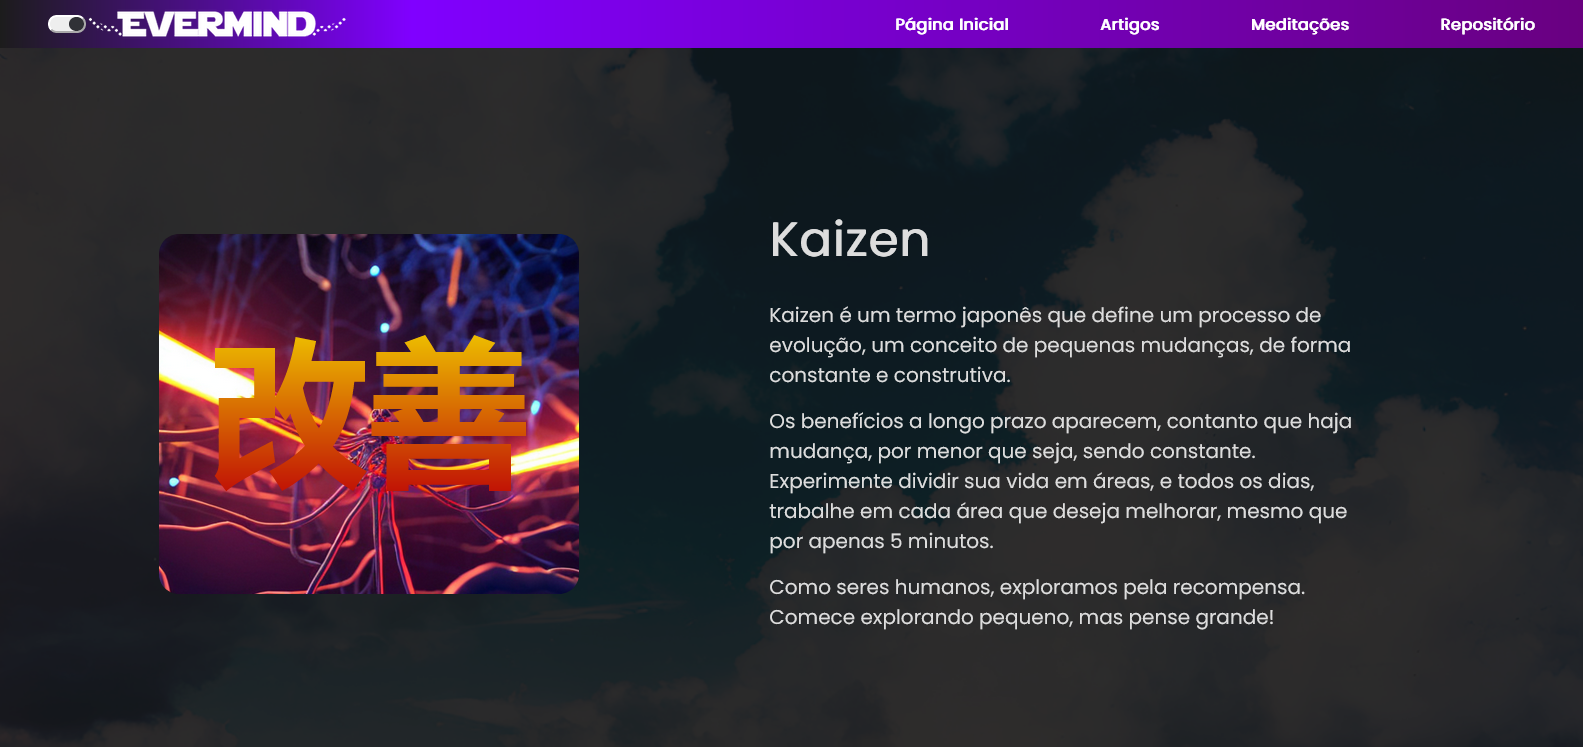 EVERMIND
Página Inicial
Artigos
Meditações
Repositório
改善
Kaizen
Kaizen é um termo japonês que define um processo de
evolução, um conceito de pequenas mudanças, de forma
constante e construtiva.
Os benefícios a longo prazo aparecem, contanto que haja
mudança, por menor que seja, sendo constante.
Experimente dividir sua vida em áreas, e todos os dias,
trabalhe em cada área que deseja melhorar, mesmo que
por apenas 5 minutos.
Como seres humanos, exploramos pela recompensa.
Comece explorando pequeno, mas pense grande!